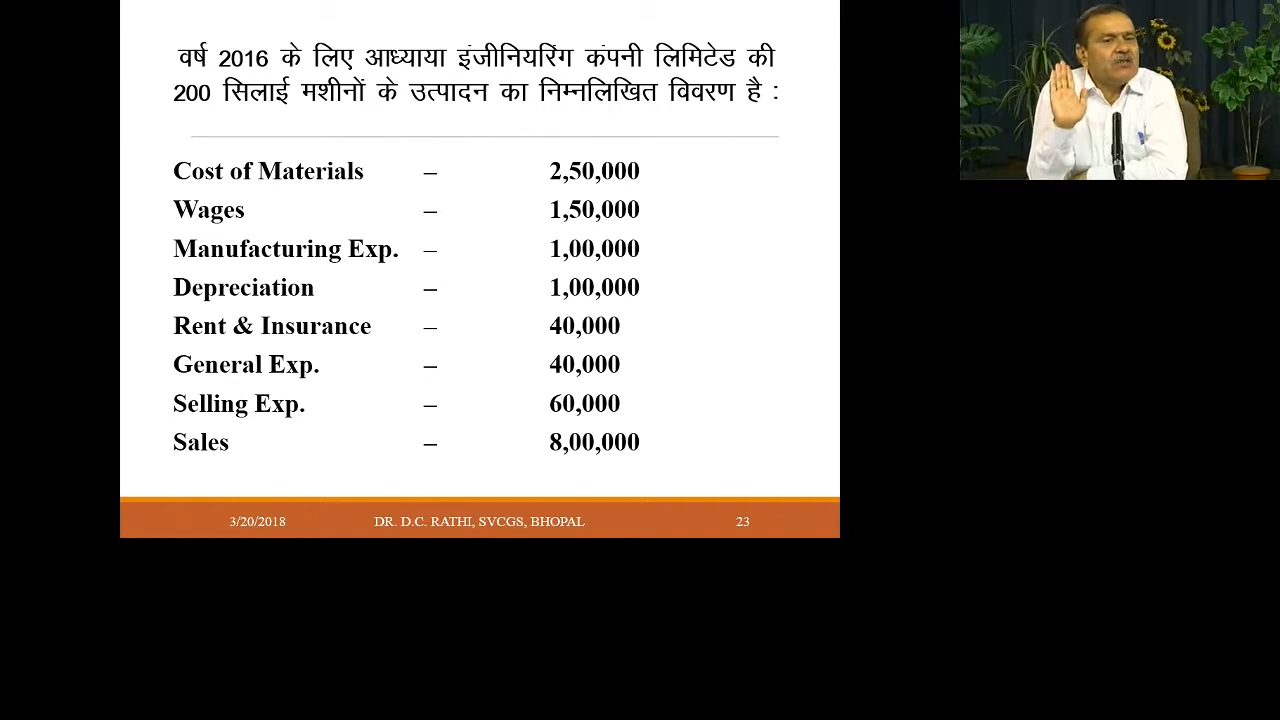 वर्ष 2016 के लिए आध्याया इंजीनियरिंग कंपनी लिमिटेड की
200 सिलाई मशीनों के उत्पादन का निम्नलिखित विवरण है :
Cost of Materials – 2,50,000
Wages – 1,50,000
Manufacturing Exp. – 1,00,000
Depreciation – 1,00,000
Rent & Insurance – 40,000
General Exp. – 40,000
Selling Exp. – 60,000
Sales – 8,00,000
3/20/2018 DR. D.C. RATHI, SVCGS, BHOPAL 23